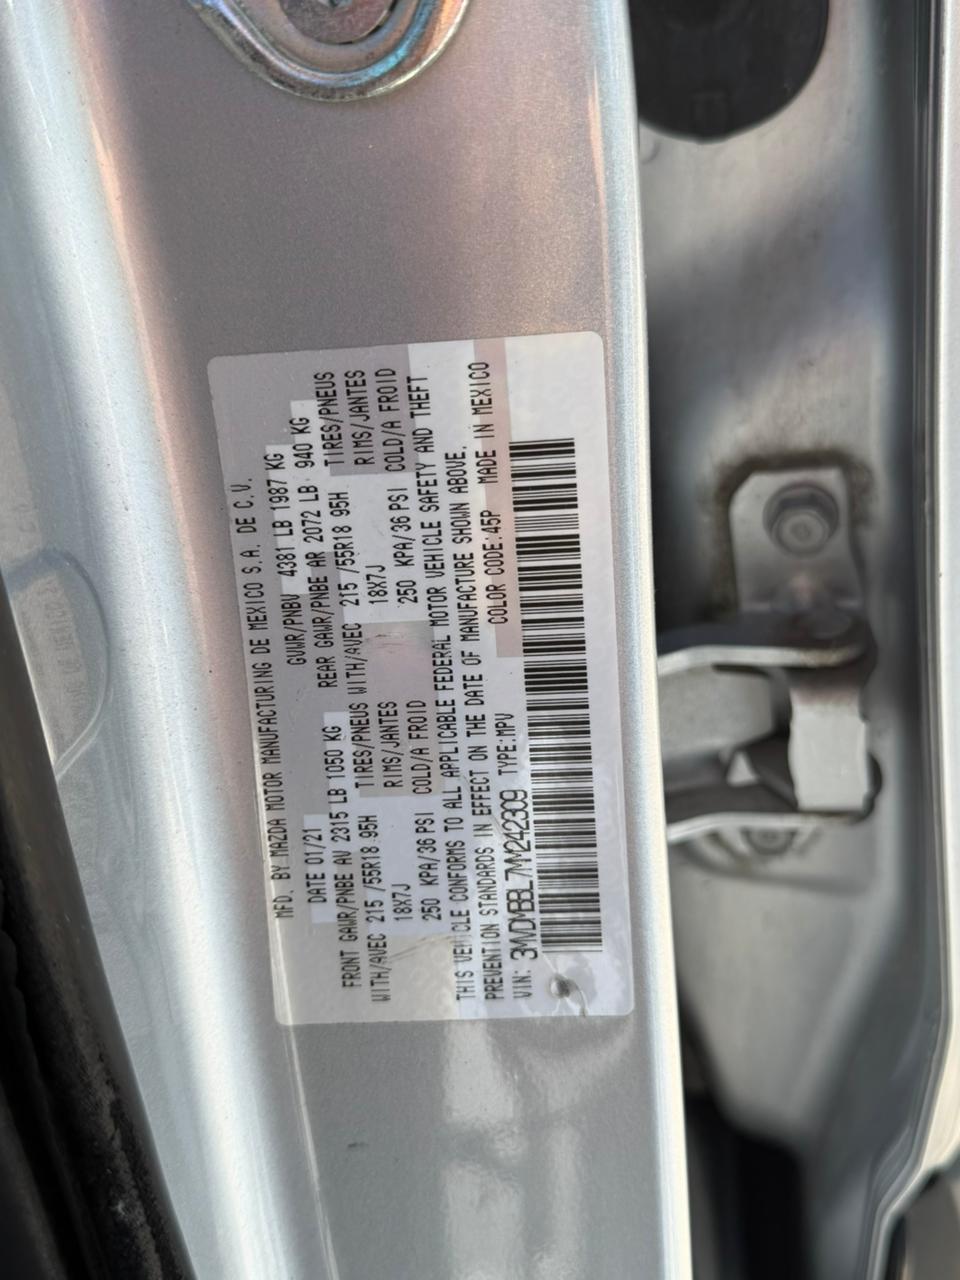 MFD. BY MAZDA MOTOR MANUFACTURING DE MEXICO S.A. DE C.V.
DATE 01/21 GVWR/PNBV 4381 LB 1987 KG
FRONT GAWR/PNBE AV 2315 LB 1050 KG REAR GAWR/PNBE AR 2072 LB 940 KG
WITH/AVEC 215 /55R18 95H TIRES/PNEUS WITH/AVEC 215 /55R18 95H TIRES/PNEUS
18X7J RIMS/JANTES 18X7J RIMS/JANTES
250 KPA/36 PSI COLD/A FROID 250 KPA/36 PSI COLD/A FROID
THIS VEHICLE CONFORMS TO ALL APPLICABLE FEDERAL MOTOR VEHICLE SAFETY AND THEFT
PREVENTION STANDARDS IN EFFECT ON THE DATE OF MANUFACTURE SHOWN ABOVE.
VIN: 3MVDMBBL7MM242309 TYPE:MPV COLOR CODE:45P MADE IN MEXICO